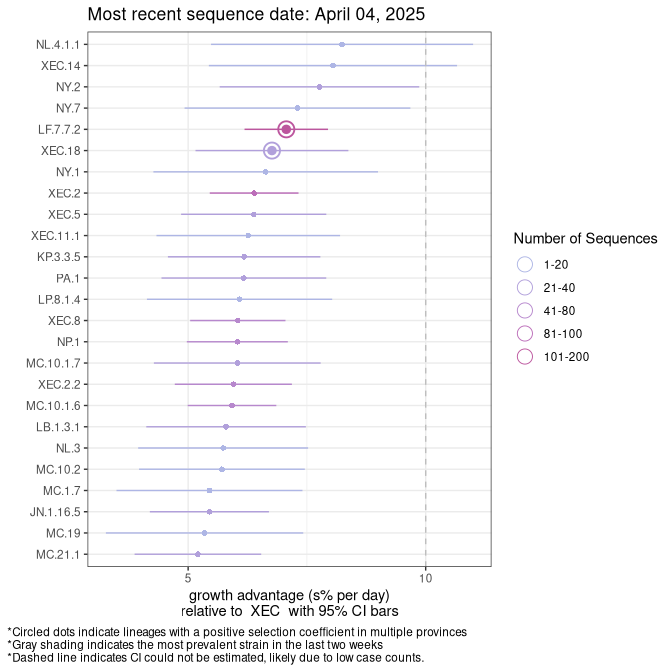 Most recent sequence date: April 04, 2025
NL.4.1.1
XEC.14
NY.2
NY.7
LF.7.7.2
XEC.18
NY.1
XEC.2
XEC.5
XEC.11.1
KP.3.3.5
PA.1
LP.8.1.4
XEC.8
NP.1
MC.10.1.7
XEC.2.2
MC.10.1.6
LB.1.3.1
NL.3
MC.10.2
MC.1.7
JN.1.16.5
MC.19
MC.21.1
5 10
growth advantage (s% per day)
relative to XEC with 95% CI bars
Number of Sequences
1-20
21-40
41-80
81-100
101-200
*Circled dots indicate lineages with a positive selection coefficient in multiple provinces
*Gray shading indicates the most prevalent strain in the last two weeks
*Dashed line indicates CI could not be estimated, likely due to low case counts.